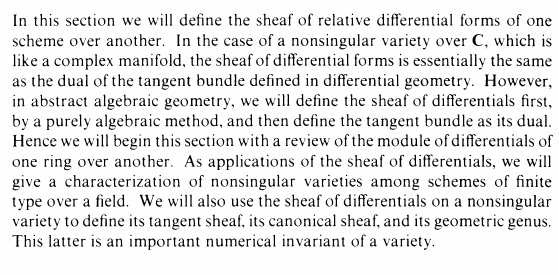 In this section we will define the sheaf of relative differential forms of one
scheme over another. In the case of a nonsingular variety over C, which is
like a complex manifold, the sheaf of differential forms is essentially the same
as the dual of the tangent bundle defined in differential geometry. However,
in abstract algebraic geometry, we will define the sheaf of differentials first,
by a purely algebraic method, and then define the tangent bundle as its dual.
Hence we will begin this section with a review of the module of differentials of
one ring over another. As applications of the sheaf of differentials, we will
give a characterization of nonsingular varieties among schemes of finite
type over a field. We will also use the sheaf of differentials on a nonsingular
variety to define its tangent sheaf, its canonical sheaf, and its geometric genus.
This latter is an important numerical invariant of a variety.